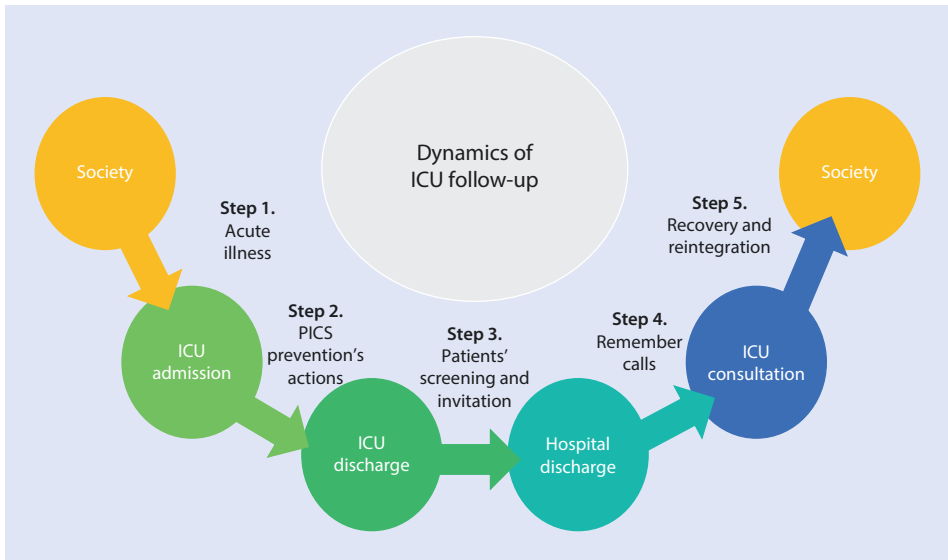 Dynamics of
ICU follow-up
Society
Step 1.
Acute
illness
ICU
admission
Step 2.
PICS
prevention's
actions
ICU
discharge
Step 3.
Patients'
screening and
invitation
Hospital
discharge
Step 4.
Remember
calls
ICU
consultation
Step 5.
Recovery and
reintegration
Society